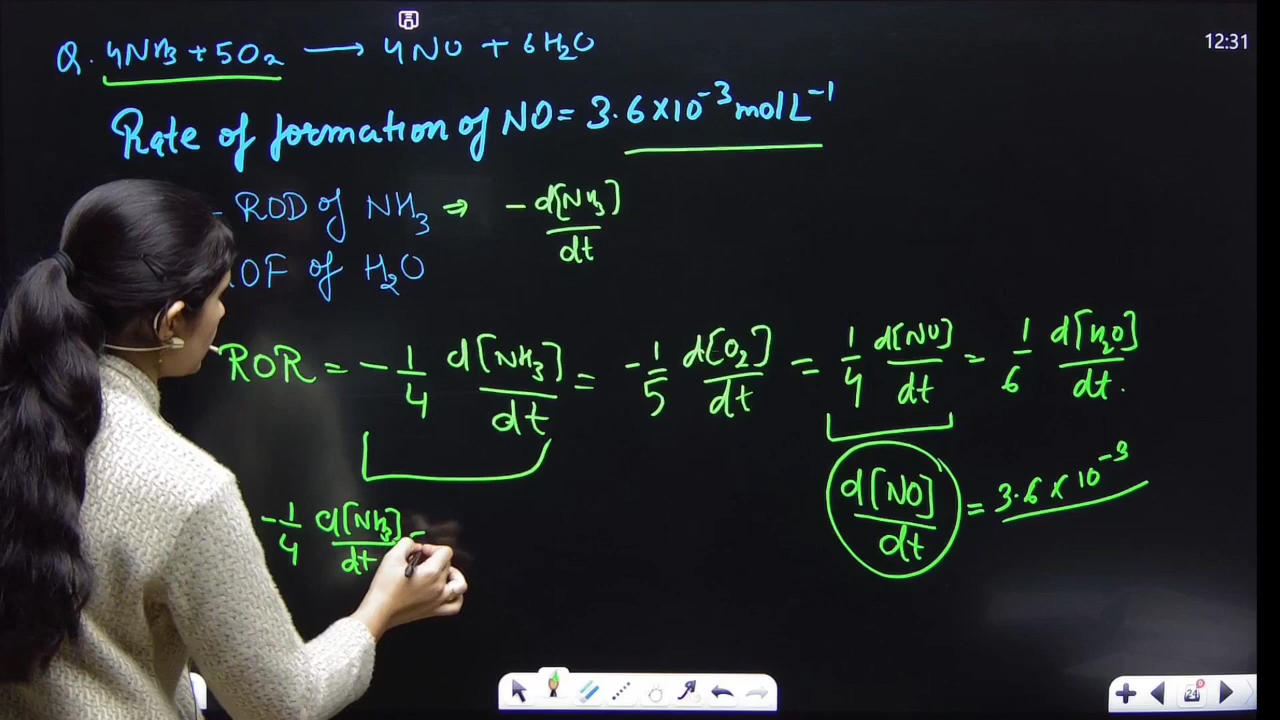 12:31
Q. 4NH3 + 5O2 ⟶ 4NO + 6H2O
Rate of formation of NO = 3.6×10⁻³ mol L⁻¹
- ROD of NH3 ⇒ - d[NH3]/dt
OF of H2O
ROR = - 1/4 d[NH3]/dt = - 1/5 d[O2]/dt = 1/4 d[NO]/dt = 1/6 d[H2O]/dt.
d[NO]/dt = 3.6×10⁻³
- 1/4 d[NH3]/dt =
24